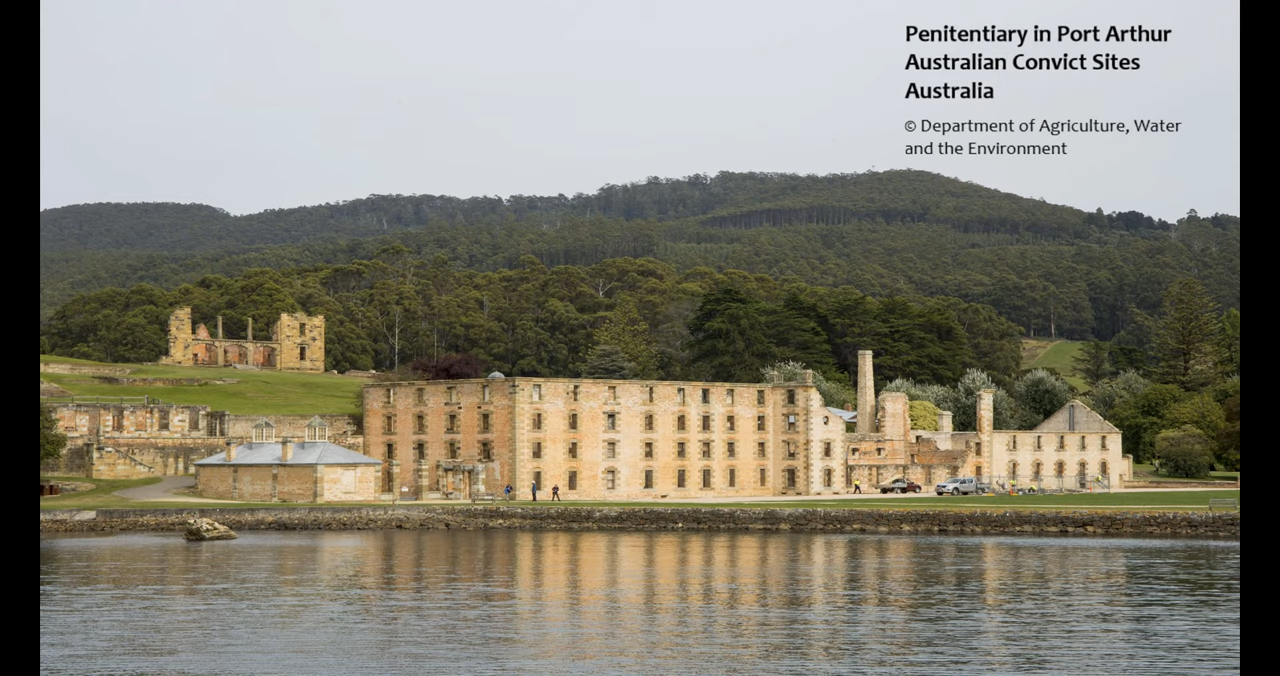 Penitentiary in Port Arthur
Australian Convict Sites
Australia
© Department of Agriculture, Water
and the Environment